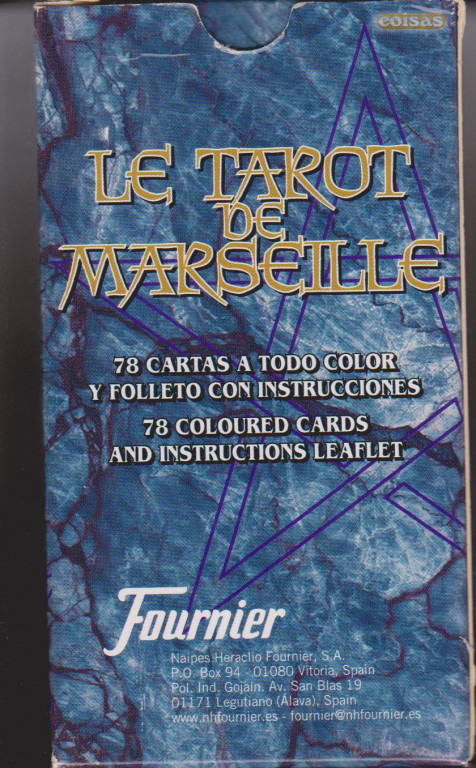 coisas
LE TAROT
DE
MARSEILLE
78 CARTAS A TODO COLOR
Y FOLLETO CON INSTRUCCIONES
78 COLOURED CARDS
AND INSTRUCTIONS LEAFLET
Fournier
Naipes Heraclio Fournier, S.A.
P.O. Box 94 - 01080 Vitoria, Spain
Pol. Ind. Gojain. Av. San Blas 19
01171 Legutiano (Álava), Spain
www.nhfournier.es - fournier@nhfournier.es